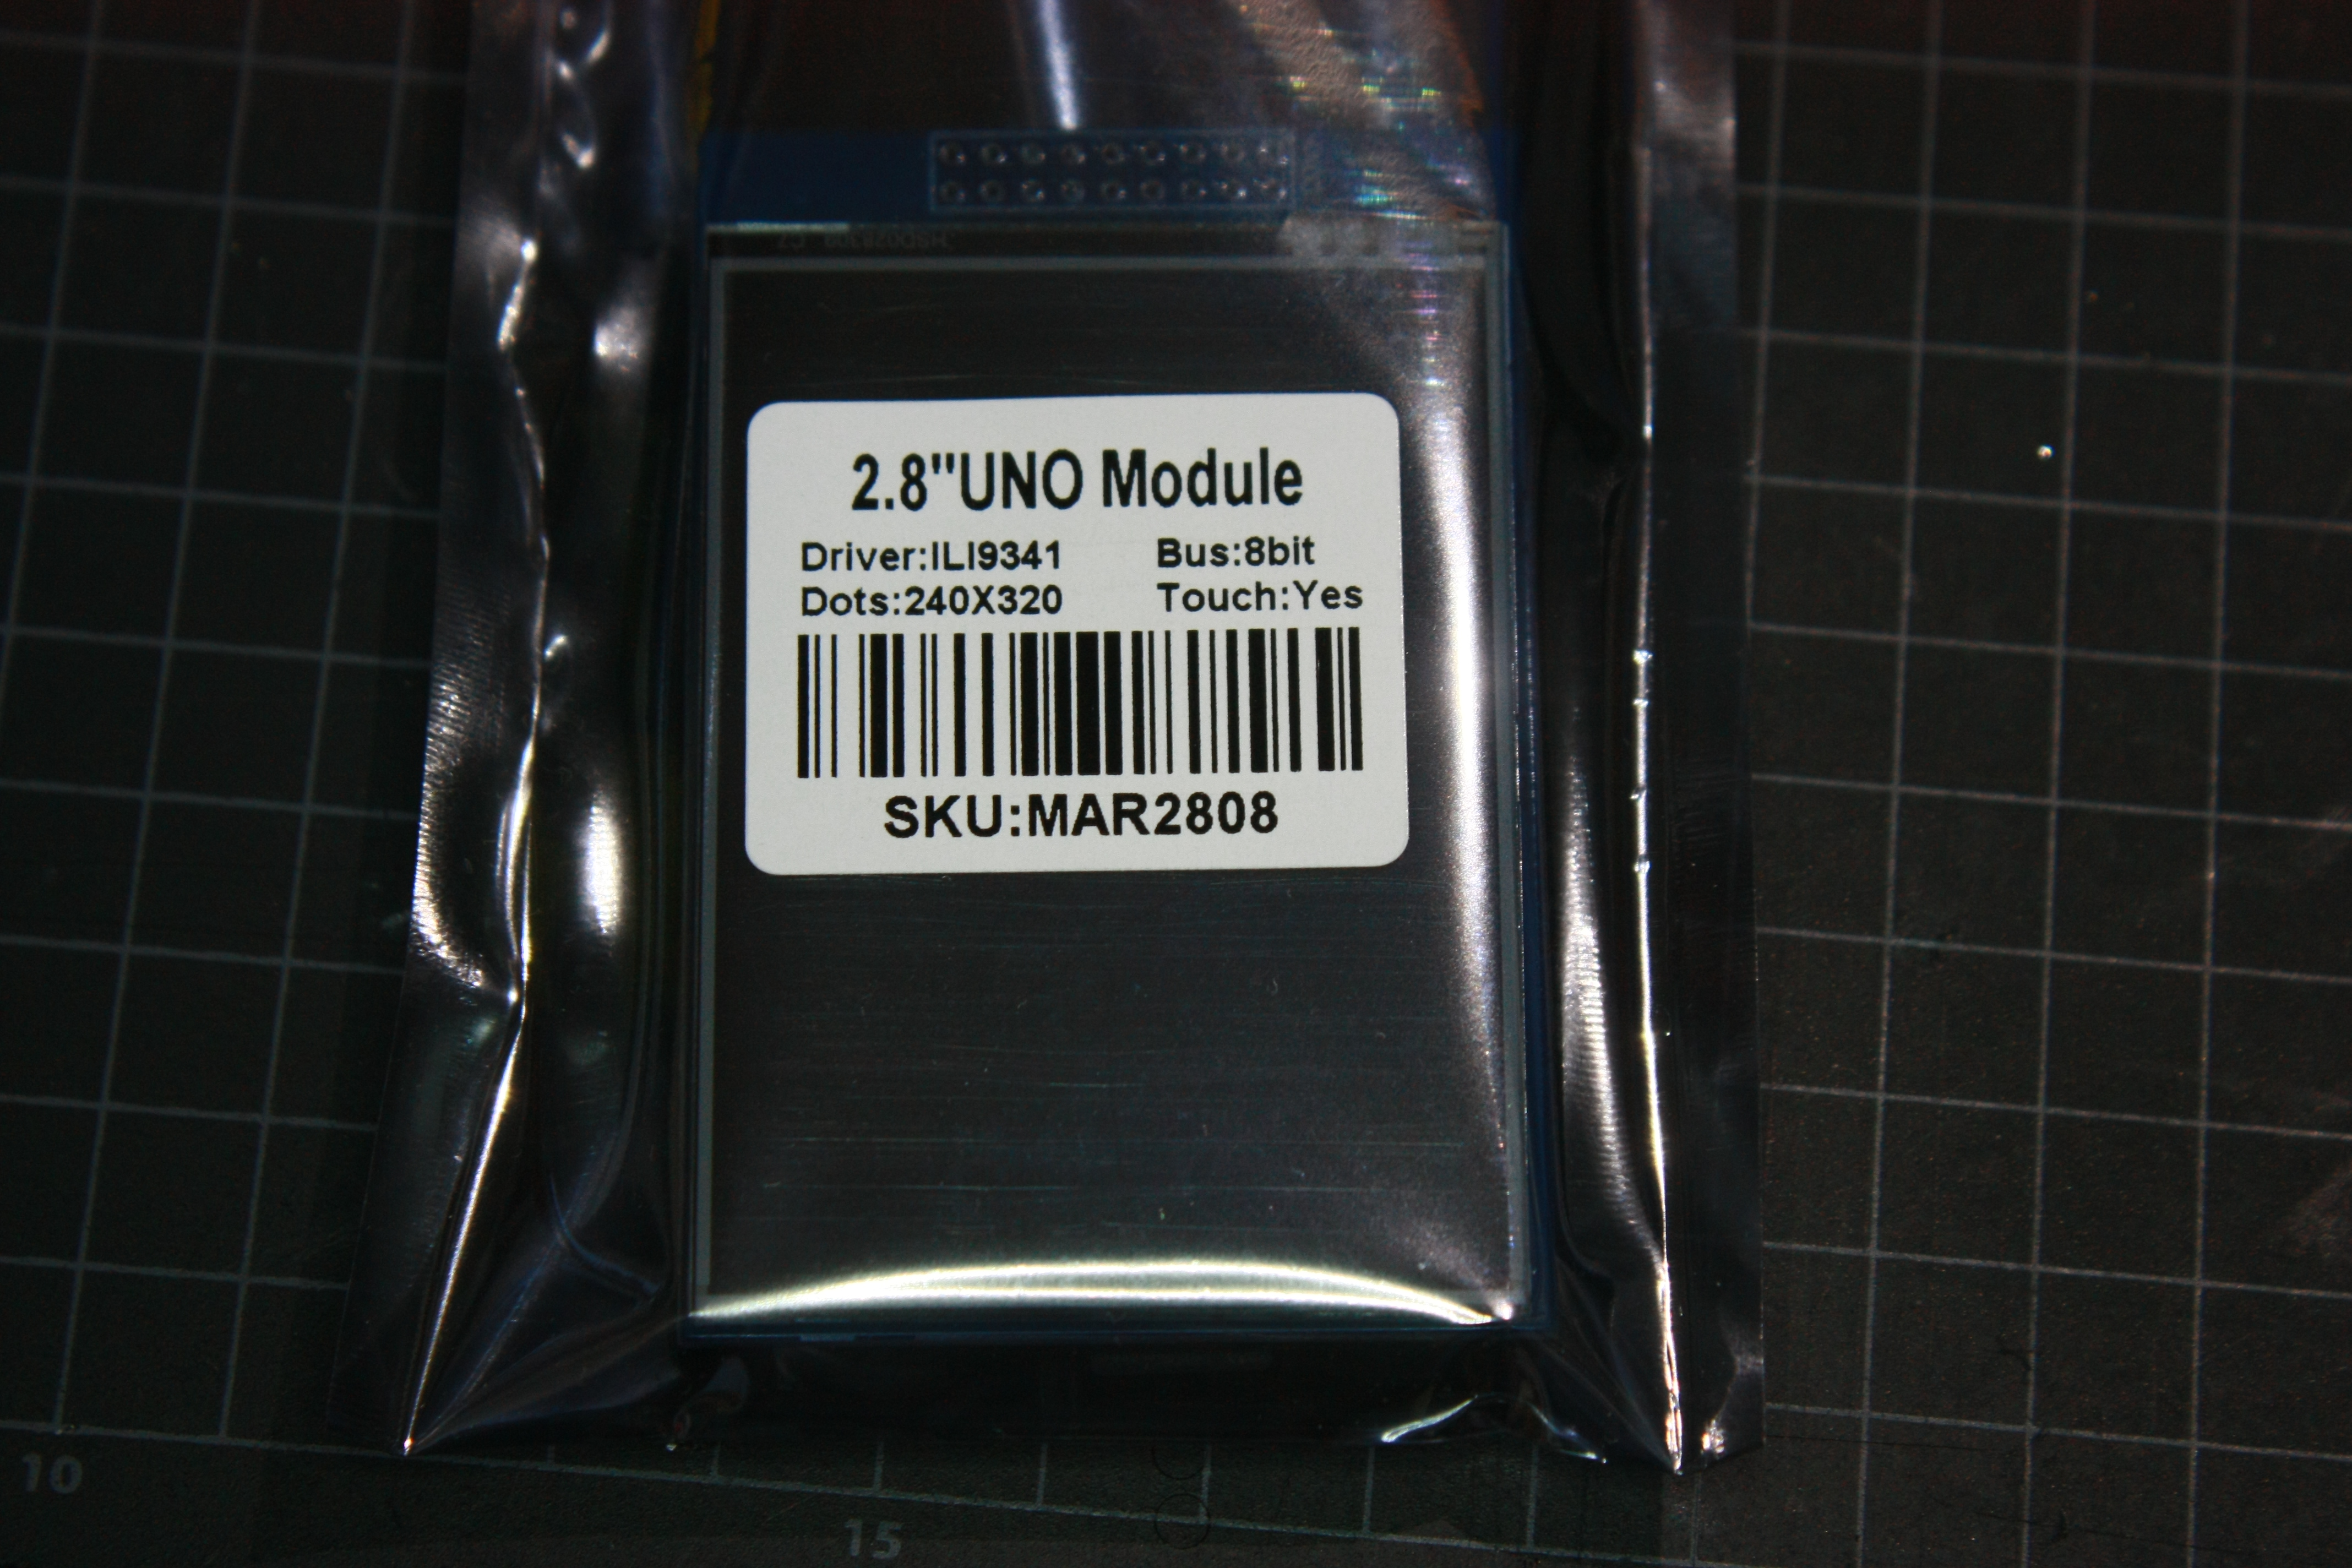 2.8"UNO Module
Driver:ILI9341 Bus:8bit
Dots:240X320 Touch:Yes
SKU:MAR2808
10
15